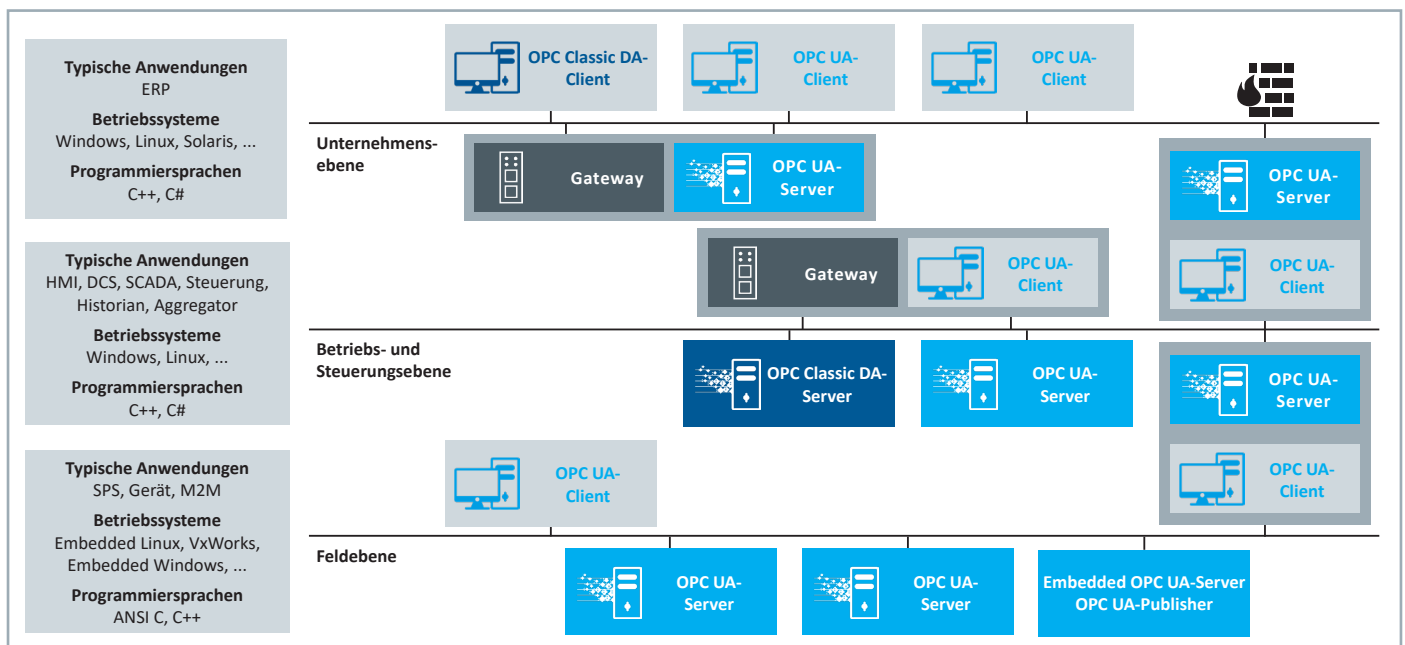 Typische Anwendungen
ERP
Betriebssysteme
Windows, Linux, Solaris, ...
Programmiersprachen
C++, C#
Typische Anwendungen
HMI, DCS, SCADA, Steuerung,
Historian, Aggregator
Betriebssysteme
Windows, Linux, ...
Programmiersprachen
C++, C#
Typische Anwendungen
SPS, Gerät, M2M
Betriebssysteme
Embedded Linux, VxWorks,
Embedded Windows, ...
Programmiersprachen
ANSI C, C++
OPC Classic DA-
Client
OPC UA-
Client
OPC UA-
Client
Unternehmens-
ebene
Gateway
OPC UA-
Server
OPC UA-
Server
Gateway
OPC UA-
Client
OPC UA-
Client
Betriebs- und
Steuerungsebene
OPC Classic DA-
Server
OPC UA-
Server
OPC UA-
Server
OPC UA-
Client
OPC UA-
Client
Feldebene
OPC UA-
Server
OPC UA-
Server
Embedded OPC UA-Server
OPC UA-Publisher